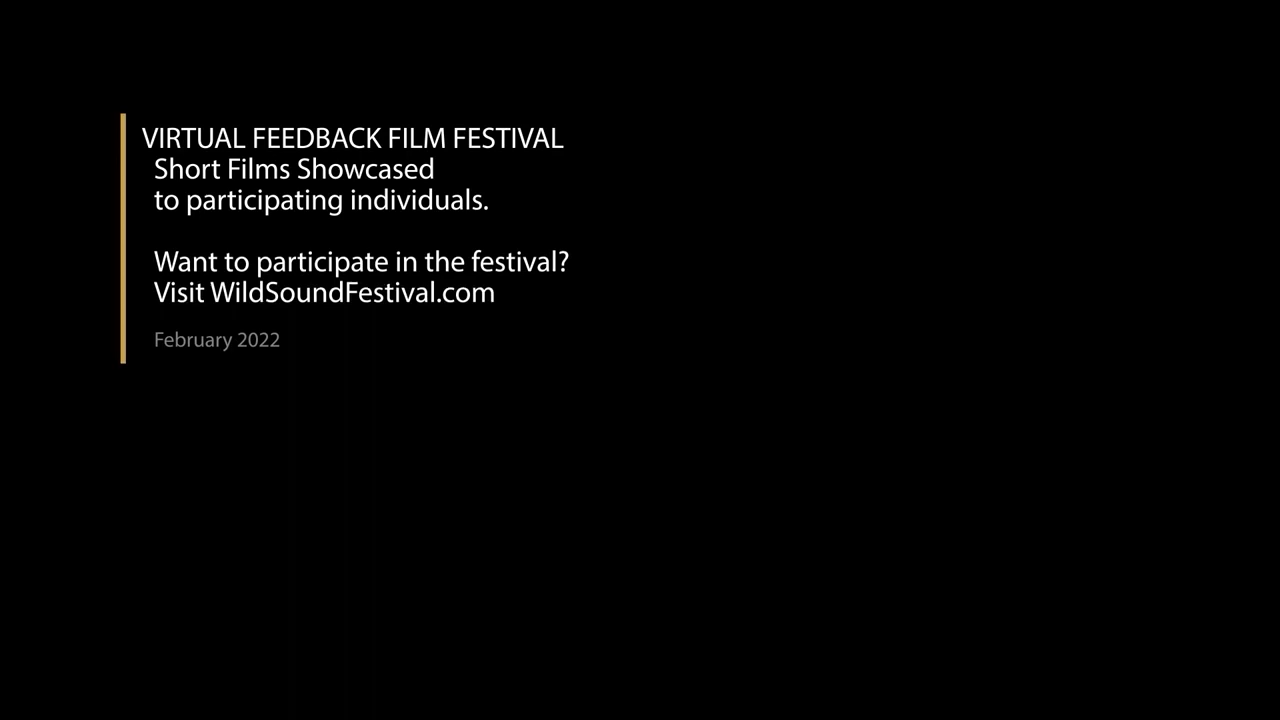 VIRTUAL FEEDBACK FILM FESTIVAL
Short Films Showcased
to participating individuals.
Want to participate in the festival?
Visit WildSoundFestival.com
February 2022